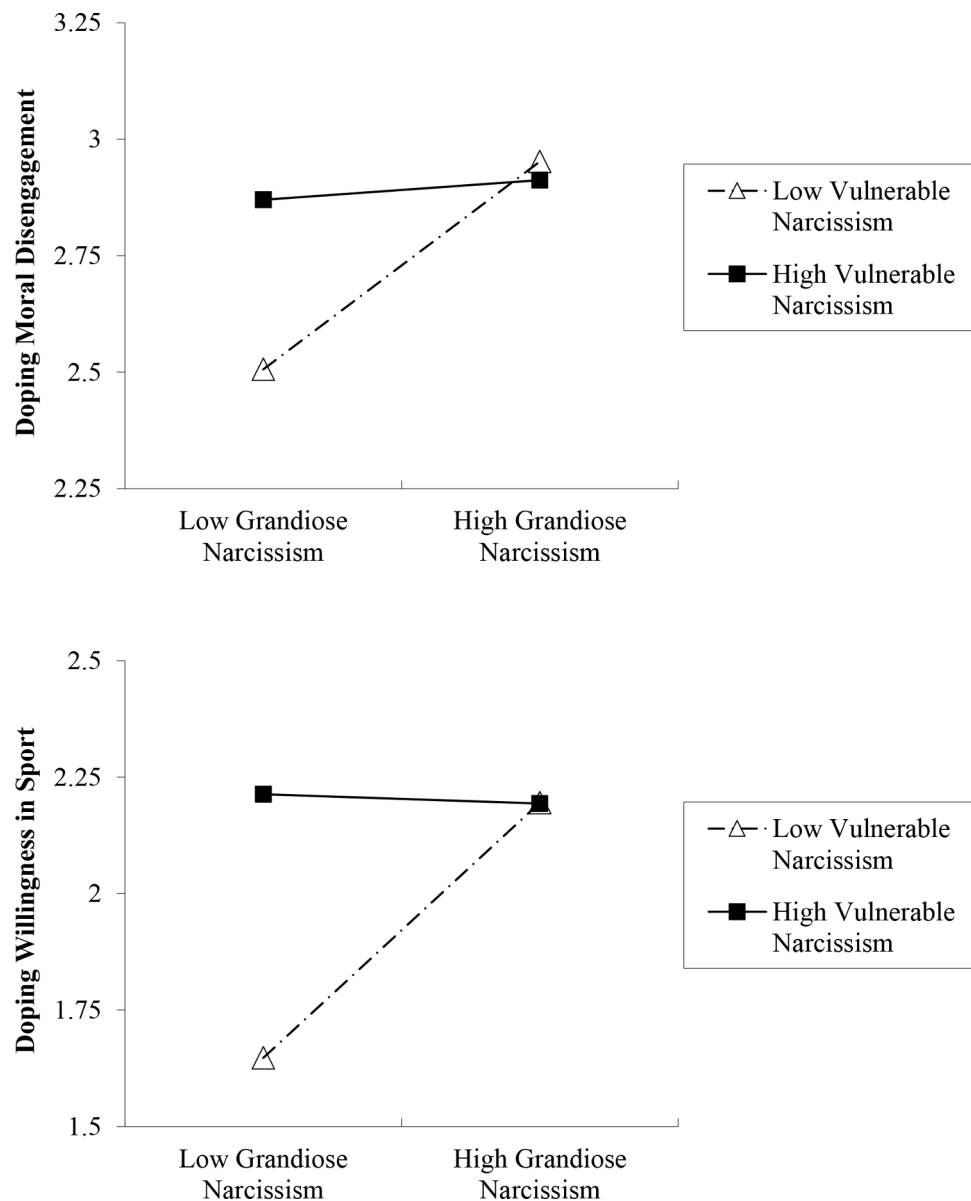 3.25
3
2.75
2.5
2.25
Doping Moral Disengagement
Low Grandiose
Narcissism
High Grandiose
Narcissism
Low Vulnerable
Narcissism
High Vulnerable
Narcissism
2.5
2.25
2
1.75
1.5
Doping Willingness in Sport
Low Grandiose
Narcissism
High Grandiose
Narcissism
Low Vulnerable
Narcissism
High Vulnerable
Narcissism